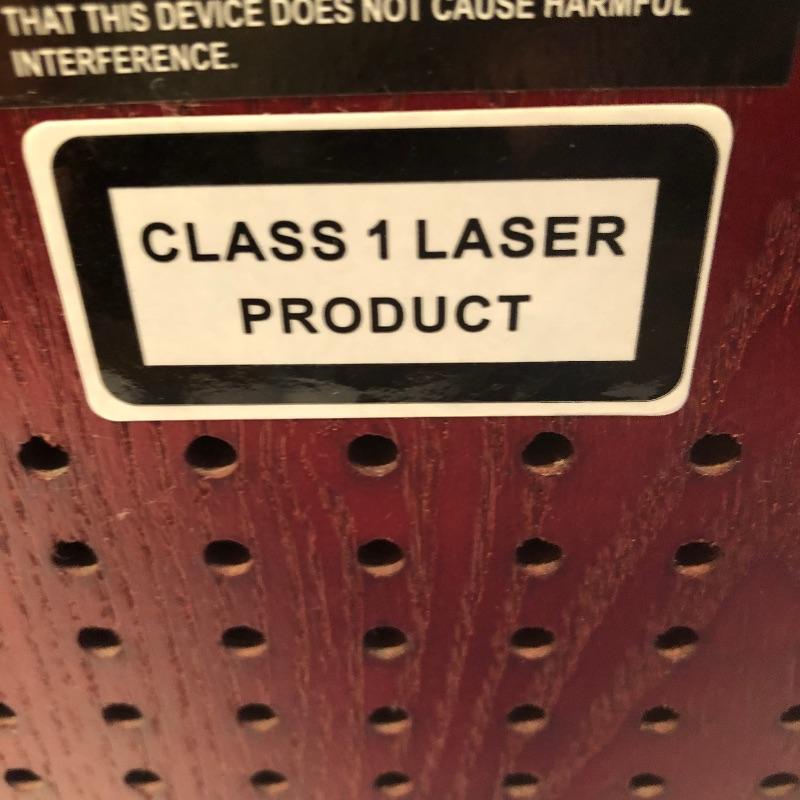 THAT THIS DEVICE DOES NOT CAUSE HARMFUL
INTERFERENCE.
CLASS 1 LASER
PRODUCT